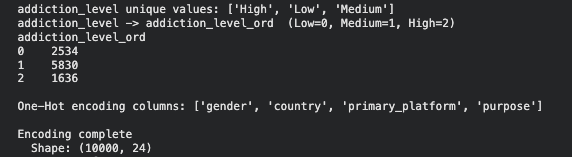 addiction_level unique values: ['High', 'Low', 'Medium']
addiction_level -> addiction_level_ord  (Low=0, Medium=1, High=2)
addiction_level_ord
0    2534
1    5830
2    1636
One-Hot encoding columns: ['gender', 'country', 'primary_platform', 'purpose']
Encoding complete
  Shape: (10000, 24)